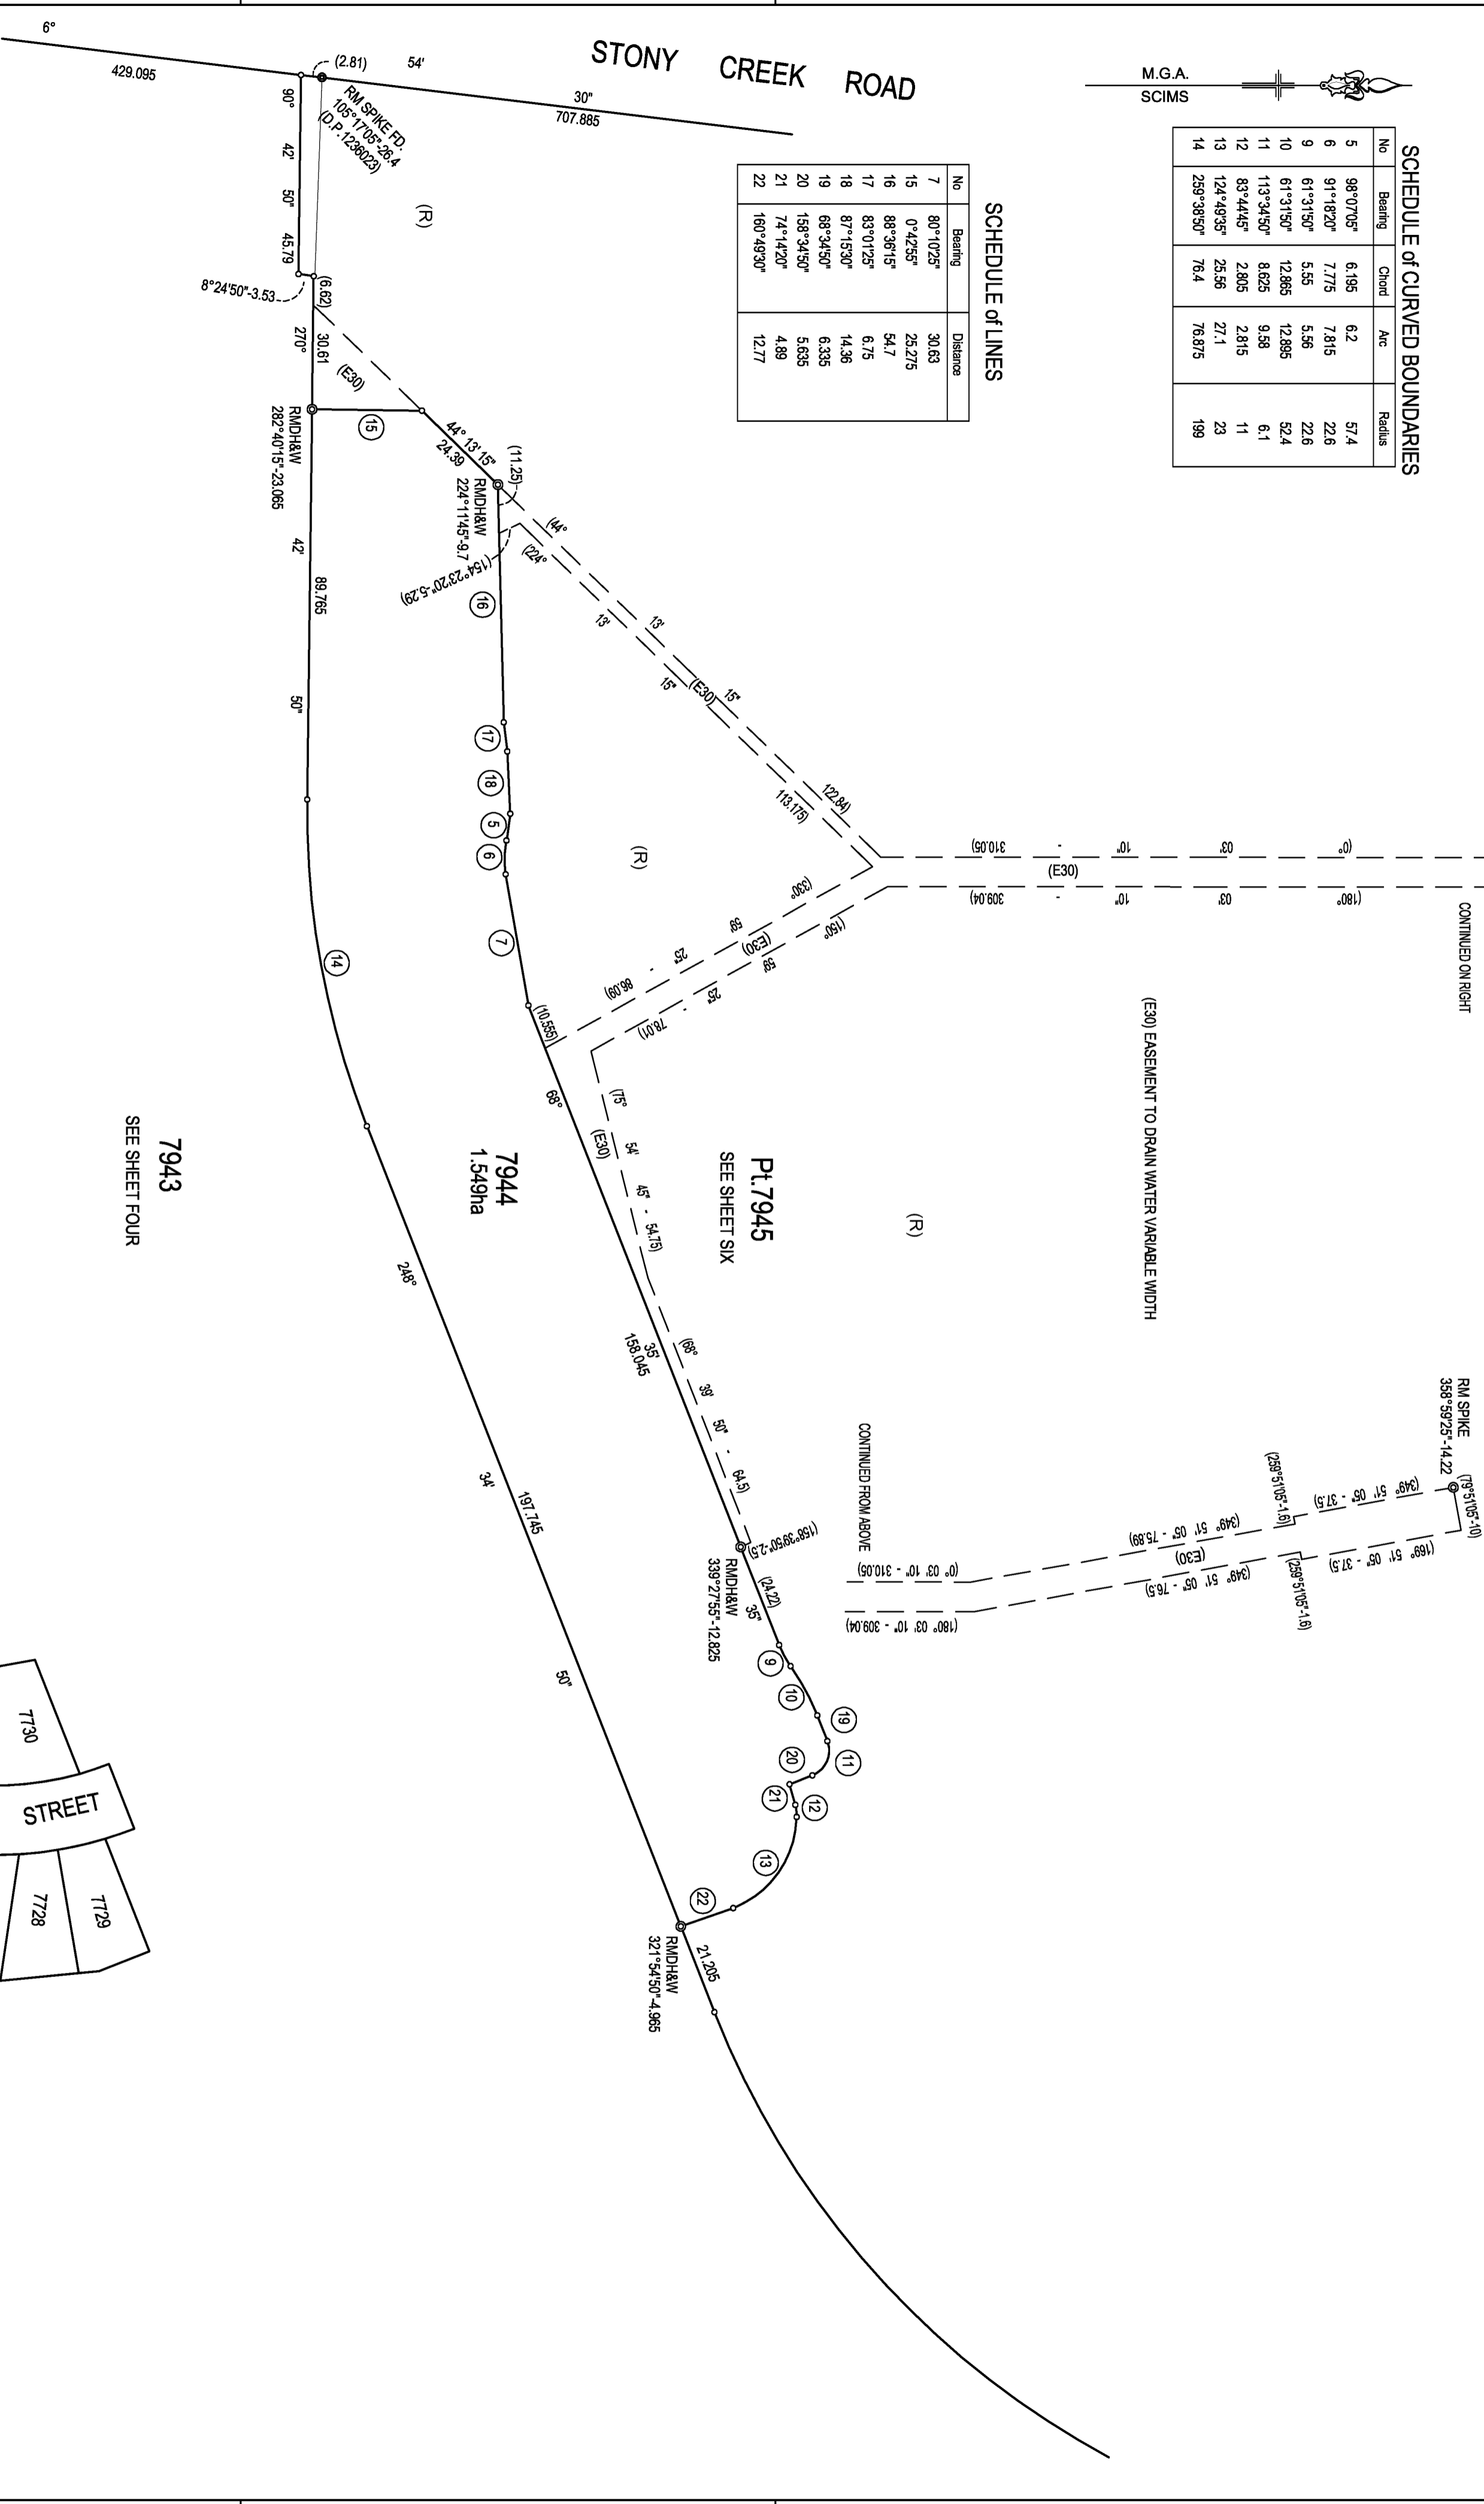 STONY CREEK ROAD
M.G.A.
SCIMS
SCHEDULE of CURVED BOUNDARIES
No Bearing Chord Arc Radius
5 98°07'05" 6.195 6.2 57.4
6 91°18'20" 7.775 7.815 22.6
9 61°31'50" 5.55 5.56 22.6
10 61°31'50" 12.865 12.895 52.4
11 113°34'50" 8.625 9.58 6.1
12 83°44'45" 2.805 2.815 11
13 124°49'35" 25.56 27.1 23
14 259°38'50" 76.4 76.875 199
SCHEDULE of LINES
No Bearing Distance
7 80°10'25" 30.63
15 0°42'55" 25.275
16 88°36'15" 54.7
17 83°01'25" 6.75
18 87°15'30" 14.36
19 68°34'50" 6.335
20 158°34'50" 5.635
21 74°14'20" 4.89
22 160°49'30" 12.77
6° 54' 30"
429.095
(2.81)
707.885
RM SPIKE FD.
105°17'05"-26.4
(D.P.1236023)
(R)
90° 42' 50" 45.79
8°24'50"-3.53
(6.62)
30.61
270° 42' 50"
(E30)
15
RMDH&W
282°40'15"-23.065
89.765
44° 13' 15"
24.39
(11.25)
RMDH&W
224°11'45"-9.7
(154°23'20"-5.29)
(44° 13' 15" 122.84)
(224° 13' 15" 113.175)
(E30)
16
17
18
5
6
7
14
(R)
(0° 03' 10" - 310.05)
(E30)
(180° 03' 10" - 309.04)
CONTINUED ON RIGHT
(330° 59' 25" - 86.09)
(E30)
(150° 59' 25" - 78.01)
(10.555)
68° 35' 35"
158.045
(75° 54' 45" - 54.75)
(E30)
(68° 39' 50" - 64.5)
(158°39'50"-2.5)
(E30) EASEMENT TO DRAIN WATER VARIABLE WIDTH
(R)
Pt.7945
SEE SHEET SIX
7944
1.549ha
7943
SEE SHEET FOUR
248° 34' 50"
197.745
RMDH&W
339°27'55"-12.825
(24.22)
RM SPIKE
358°59'25"-14.22
(79°51'05"-10)
(349° 51' 05" - 37.5)
(169° 51' 05" - 37.5)
(259°51'05"-1.6)
(259°51'05"-1.6)
(349° 51' 05" - 75.89)
(E30)
(349° 51' 05" - 76.5)
(0° 03' 10" - 310.05)
(180° 03' 10" - 309.04)
CONTINUED FROM ABOVE
9
10
19
11
20
21
12
13
22
RMDH&W
321°54'50"-4.965
21.205
7730
STREET
7729
7728